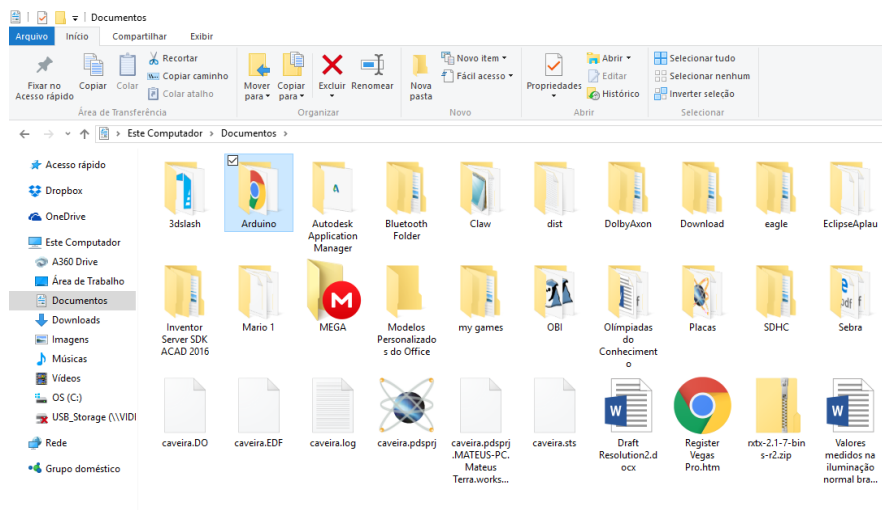 Documentos
Arquivo Início Compartilhar Exibir
Fixar no Acesso rápido
Copiar
Colar
Recortar
Copiar caminho
Colar atalho
Mover para
Copiar para
Excluir
Renomear
Nova pasta
Novo item
Fácil acesso
Propriedades
Abrir
Editar
Histórico
Selecionar tudo
Selecionar nenhum
Inverter seleção
Área de Transferência Organizar Novo Abrir Selecionar
Este Computador > Documentos >
Acesso rápido
Dropbox
OneDrive
Este Computador
A360 Drive
Área de Trabalho
Documentos
Downloads
Imagens
Músicas
Vídeos
OS (C:)
USB_Storage (\\VIDI
Rede
Grupo doméstico
3dslash
Arduino
Autodesk
Application
Manager
Bluetooth
Folder
Claw
dist
DolbyAxon
Download
eagle
EclipseAplau
Inventor
Server SDK
ACAD 2016
Mario 1
MEGA
Modelos
Personalizado
s do Office
my games
OBI
Olímpiadas
do
Conheciment
o
Placas
SDHC
Sebra
caveira.DO
caveira.EDF
caveira.log
caveira.pdsprj
caveira.pdsprj
.MATEUS-PC.
Mateus
Terra.works...
caveira.sts
Draft
Resolution2.d
ocx
Register
Vegas
Pro.htm
rxtx-2.1-7-bin
s-r2.zip
Valores
medidos na
iluminação
normal bra...